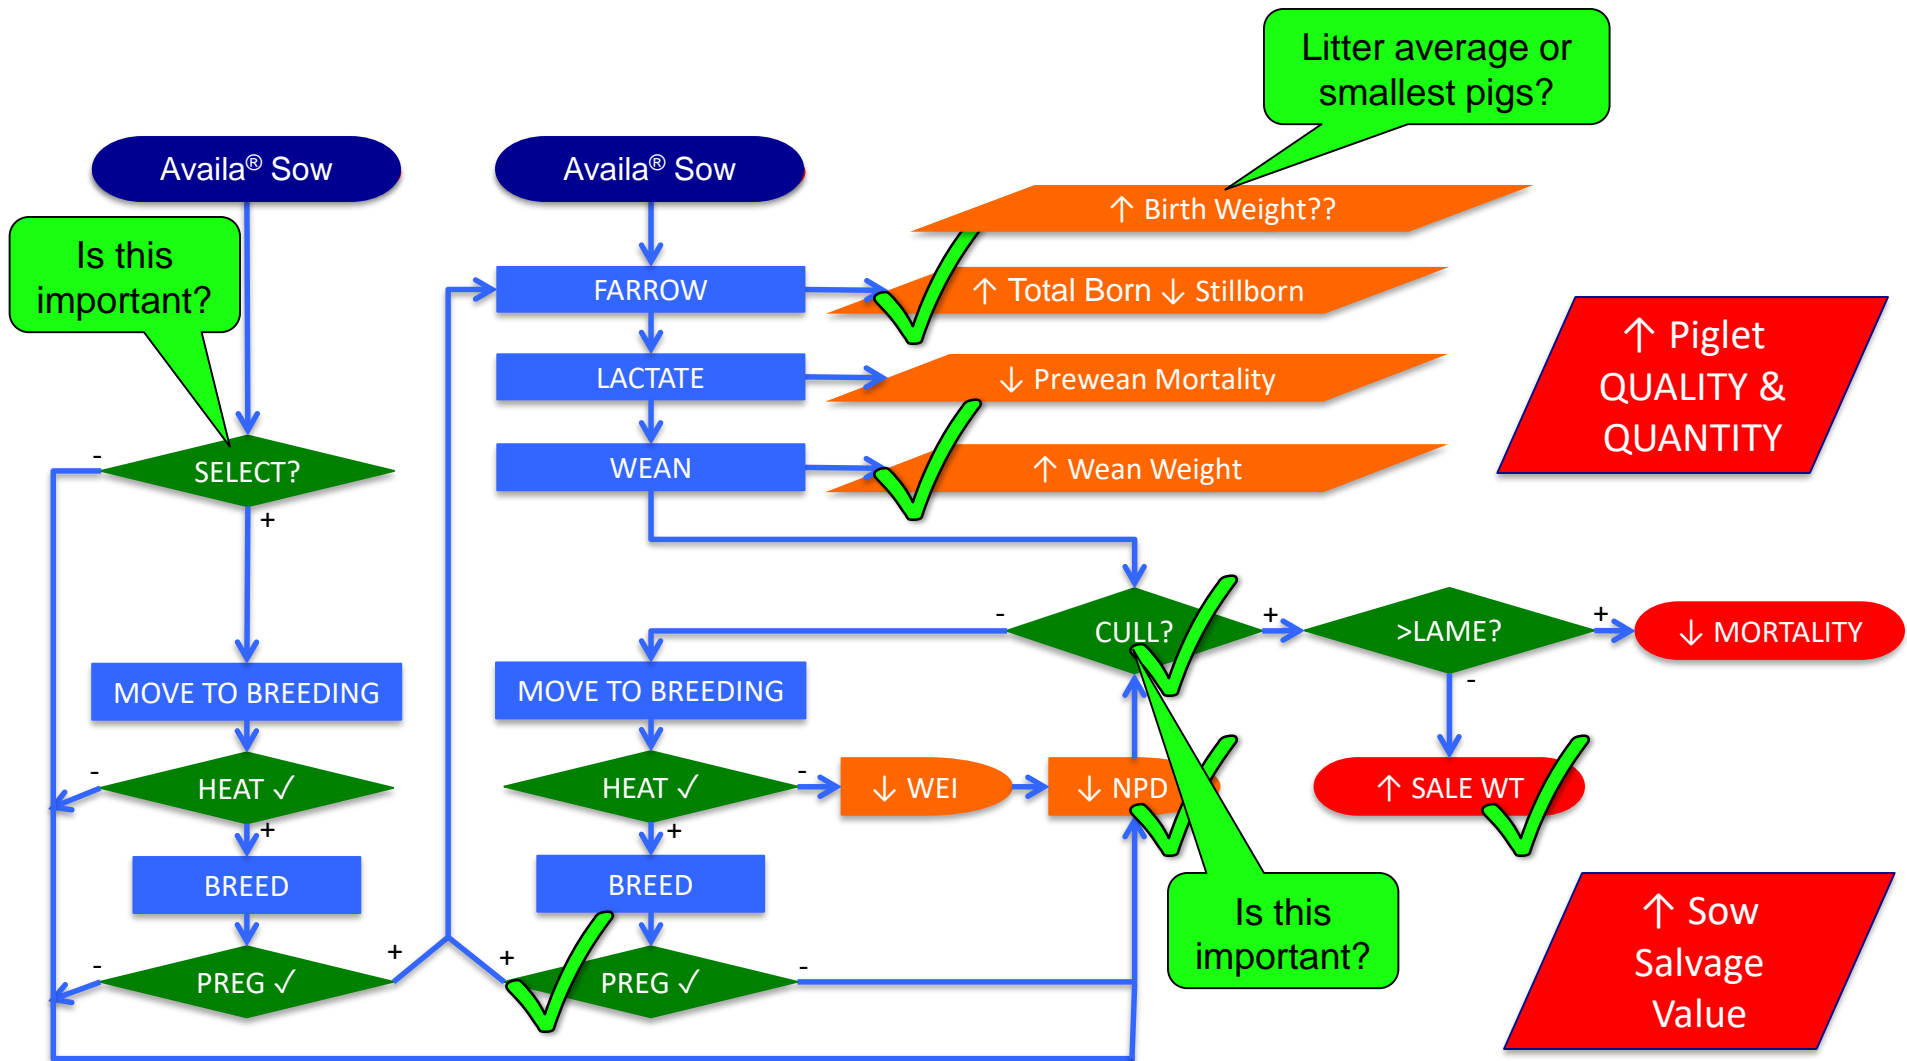 Litter average or
smallest pigs?
Availa® Sow
Availa® Sow
↑ Birth Weight??
Is this
important?
FARROW
↑ Total Born ↓ Stillborn
↑ Piglet
QUALITY &
QUANTITY
LACTATE
↓ Prewean Mortality
-
SELECT?
WEAN
↑ Wean Weight
+
-
CULL?
+
>LAME?
+
↓ MORTALITY
-
MOVE TO BREEDING
MOVE TO BREEDING
-
HEAT ✓
HEAT ✓
-
↓ WEI
↓ NPD
↑ SALE WT
+
+
BREED
BREED
Is this
important?
↑ Sow
Salvage
Value
-
PREG ✓
+
+
PREG ✓
-